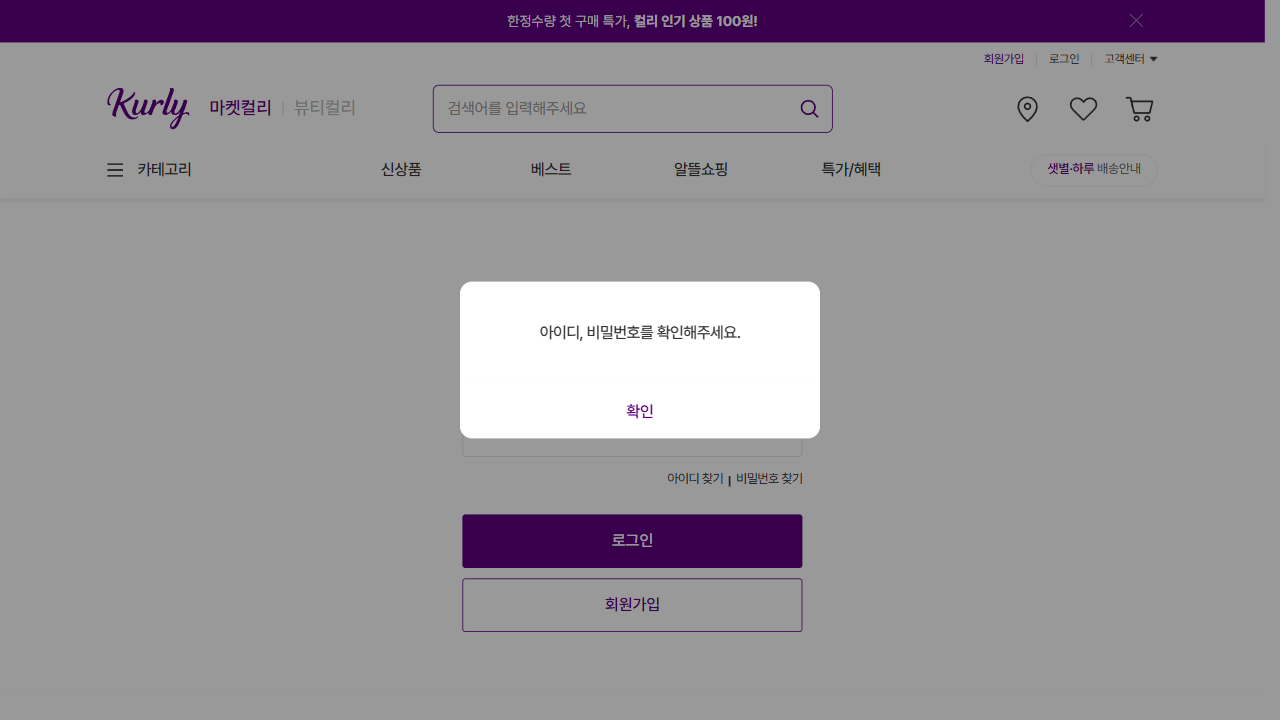 한정수량 첫 구매 특가, 컬리 인기 상품 100원!
회원가입 로그인 고객센터
Kurly 마켓컬리 뷰티컬리 검색어를 입력해주세요
카테고리 신상품 베스트 알뜰쇼핑 특가/혜택 샛별·하루 배송안내
아이디, 비밀번호를 확인해주세요.
확인
아이디 찾기 | 비밀번호 찾기
로그인
회원가입